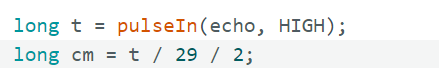 long t = pulseIn(echo, HIGH);
long cm = t / 29 / 2;